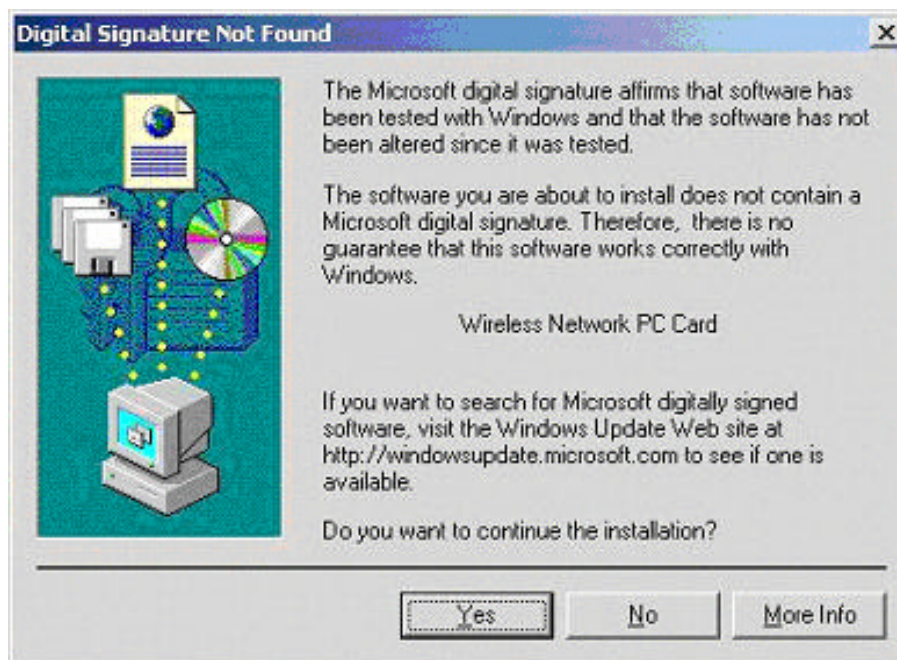 Digital Signature Not Found
The Microsoft digital signature affirms that software has
been tested with Windows and that the software has not
been altered since it was tested.
The software you are about to install does not contain a
Microsoft digital signature. Therefore, there is no
guarantee that this software works correctly with
Windows.
Wireless Network PC Card
If you want to search for Microsoft digitally signed
software, visit the Windows Update Web site at
http://windowsupdate.microsoft.com to see if one is
available.
Do you want to continue the installation?
Yes No More Info